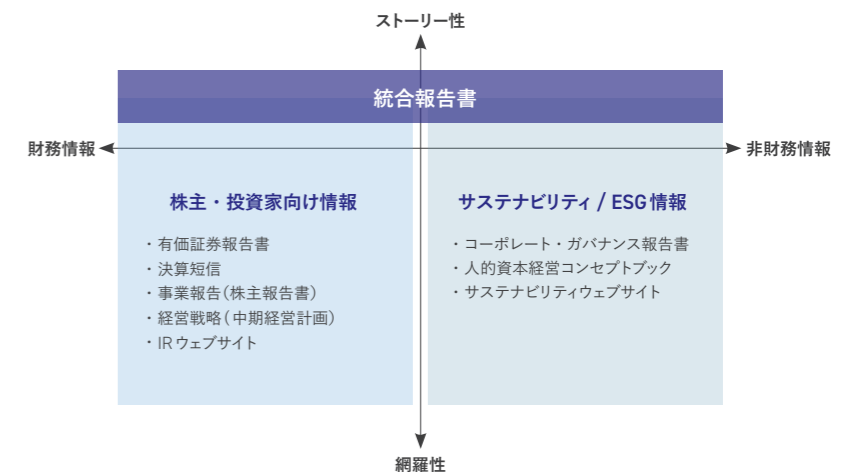 ストーリー性
統合報告書
財務情報
非財務情報
株主・投資家向け情報
・有価証券報告書
・決算短信
・事業報告(株主報告書)
・経営戦略(中期経営計画)
・IRウェブサイト
サステナビリティ / ESG情報
・コーポレート・ガバナンス報告書
・人的資本経営コンセプトブック
・サステナビリティウェブサイト
網羅性